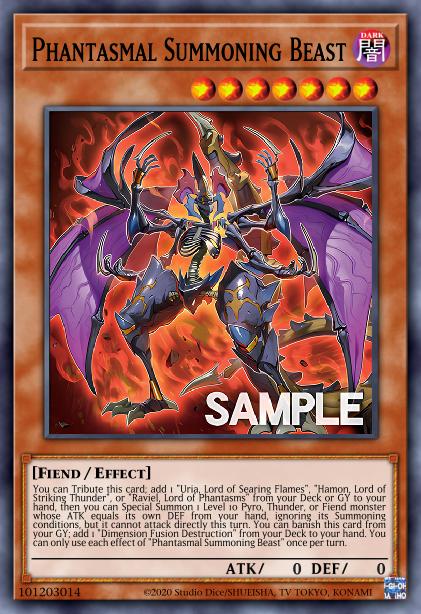 PHANTASMAL SUMMONING BEAST
DARK
闇
SAMPLE
[FIEND / EFFECT]
You can Tribute this card; add 1 "Uria, Lord of Searing Flames", "Hamon, Lord of
Striking Thunder", or "Raviel, Lord of Phantasms" from your Deck or GY to your
hand, then you can Special Summon 1 Level 10 Pyro, Thunder, or Fiend monster
whose ATK equals its own DEF from your hand, ignoring its Summoning
conditions, but it cannot attack directly this turn. You can banish this card from
your GY; add 1 "Dimension Fusion Destruction" from your Deck to your hand. You
can only use each effect of "Phantasmal Summoning Beast" once per turn.
ATK/ 0 DEF/ 0
101203014 ©2020 Studio Dice/SHUEISHA, TV TOKYO, KONAMI